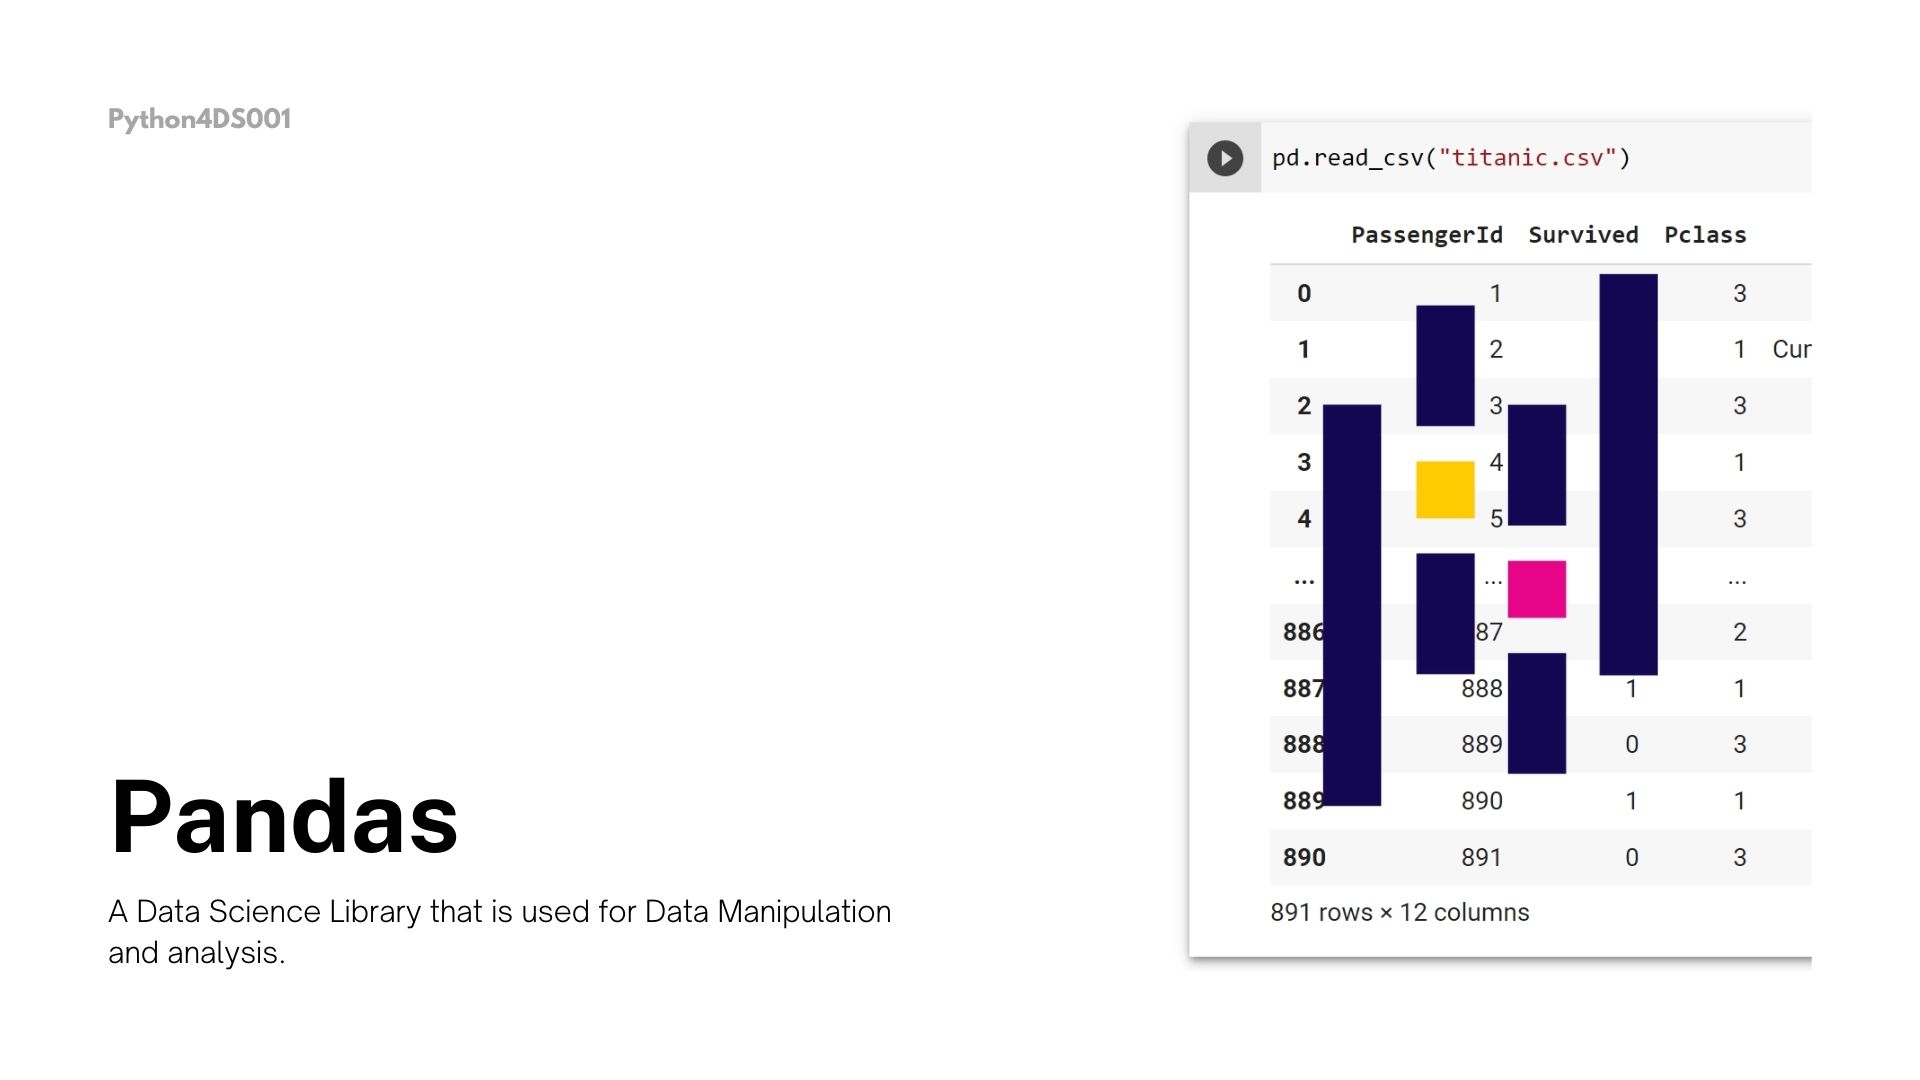 Python4DS001
Pandas
A Data Science Library that is used for Data Manipulation
and analysis.
pd.read_csv("titanic.csv")
PassengerId Survived Pclass
0 1 3
1 2 1 Cur
2 3 3
3 4 1
4 5 3
... ... ...
886 87 2
887 888 1 1
888 889 0 3
889 890 1 1
890 891 0 3
891 rows × 12 columns